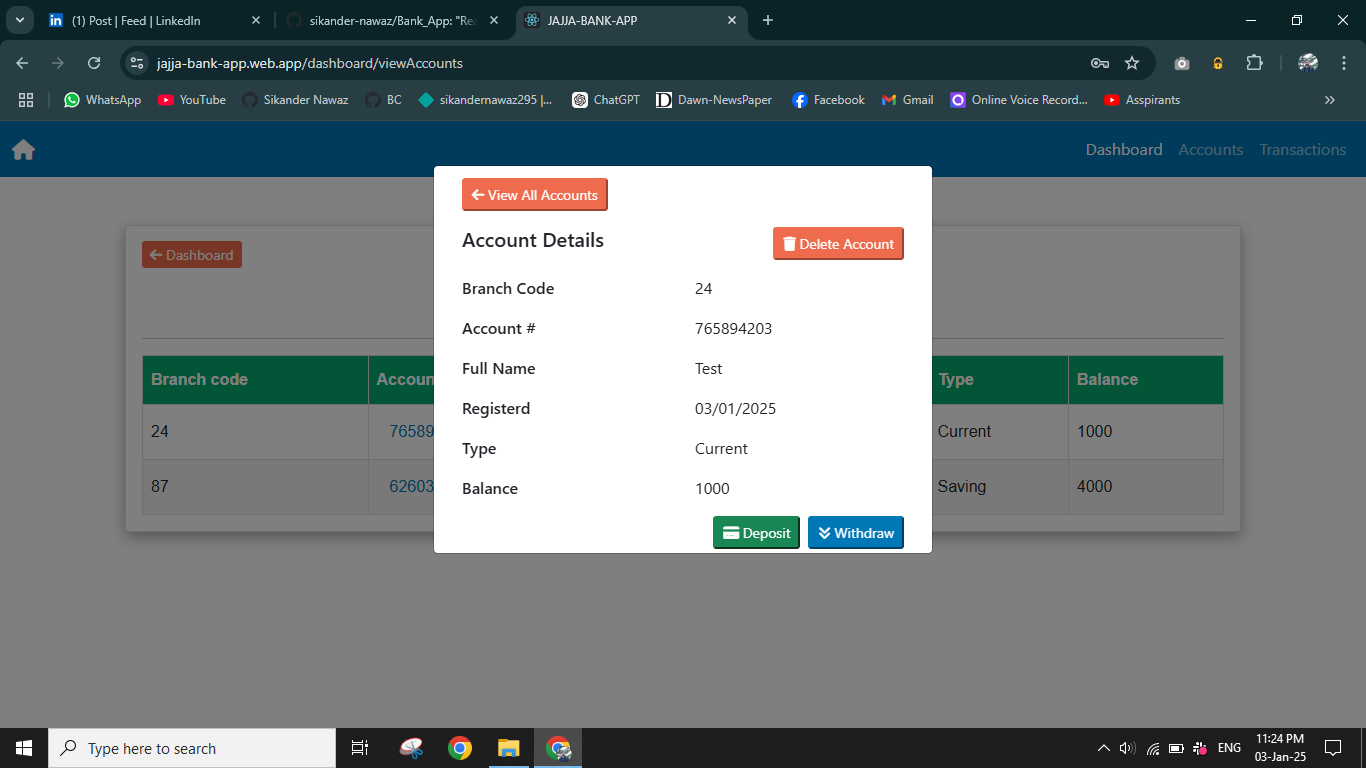 (1) Post | Feed | LinkedIn
sikander-nawaz/Bank_App: "Rea
JAJJA-BANK-APP
jajja-bank-app.web.app/dashboard/viewAccounts
WhatsApp YouTube Sikander Nawaz BC sikandernawaz295 |... ChatGPT Dawn-NewsPaper Facebook Gmail Online Voice Record... Asspirants
Dashboard Accounts Transactions
View All Accounts
Dashboard
Account Details
Delete Account
Branch Code 24
Account # 765894203
Full Name Test
Registerd 03/01/2025
Type Current
Balance 1000
Deposit Withdraw
Branch code Accoun Type Balance
24 76589 Current 1000
87 62603 Saving 4000
Type here to search
ENG
11:24 PM
03-Jan-25